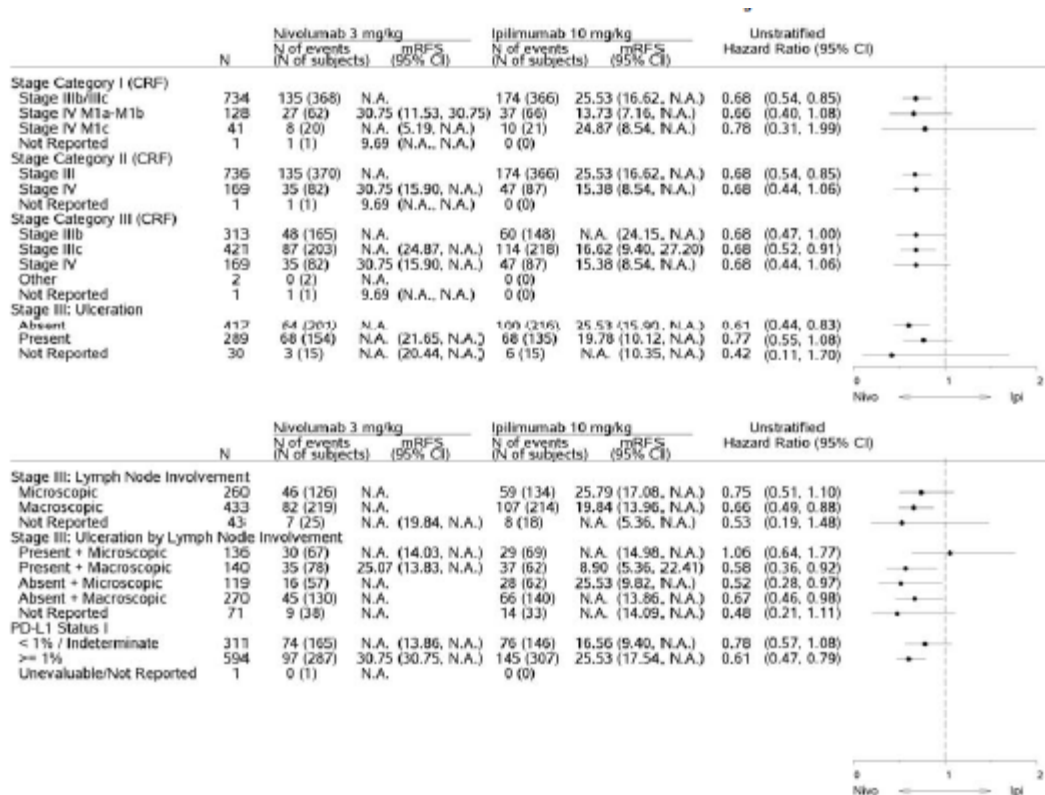 Nivolumab 3 mg/kg Ipilimumab 10 mg/kg Unstratified
N of events mRFS N of events mRFS Hazard Ratio (95% CI)
N (N of subjects) (95% CI) (N of subjects) (95% CI)
Stage Category I (CRF)
Stage IIIb/IIIc 734 135 (368) N.A. 174 (366) 25.53 (16.62, N.A.) 0.68 (0.54, 0.85)
Stage IV M1a-M1b 128 27 (62) 30.75 (11.53, 30.75) 37 (66) 13.73 (7.16, N.A.) 0.66 (0.40, 1.08)
Stage IV M1c 41 8 (20) N.A. (5.19, N.A.) 10 (21) 24.87 (8.54, N.A.) 0.78 (0.31, 1.99)
Not Reported 1 1 (1) 9.69 (N.A., N.A.) 0 (0)
Stage Category II (CRF)
Stage III 736 135 (370) N.A. 174 (366) 25.53 (16.62, N.A.) 0.68 (0.54, 0.85)
Stage IV 169 35 (82) 30.75 (15.90, N.A.) 47 (87) 15.38 (8.54, N.A.) 0.68 (0.44, 1.06)
Not Reported 1 1 (1) 9.69 (N.A., N.A.) 0 (0)
Stage Category III (CRF)
Stage IIIb 313 48 (165) N.A. 60 (148) N.A. (24.15, N.A.) 0.68 (0.47, 1.00)
Stage IIIc 421 87 (203) N.A. (24.87, N.A.) 114 (218) 16.62 (9.40, 27.20) 0.68 (0.52, 0.91)
Stage IV 169 35 (82) 30.75 (15.90, N.A.) 47 (87) 15.38 (8.54, N.A.) 0.68 (0.44, 1.06)
Other 2 0 (2) N.A. 0 (0)
Not Reported 1 1 (1) 9.69 (N.A., N.A.) 0 (0)
Stage III: Ulceration
Absent 417 64 (201) N.A. 100 (216) 25.53 (15.90, N.A.) 0.61 (0.44, 0.83)
Present 289 68 (154) N.A. (21.65, N.A.) 68 (135) 19.78 (10.12, N.A.) 0.77 (0.55, 1.08)
Not Reported 30 3 (15) N.A. (20.44, N.A.) 6 (15) N.A. (10.35, N.A.) 0.42 (0.11, 1.70)
0 1 2
Nivo Ipi
Nivolumab 3 mg/kg Ipilimumab 10 mg/kg Unstratified
N of events mRFS N of events mRFS Hazard Ratio (95% CI)
N (N of subjects) (95% CI) (N of subjects) (95% CI)
Stage III: Lymph Node Involvement
Microscopic 260 46 (126) N.A. 59 (134) 25.79 (17.08, N.A.) 0.75 (0.51, 1.10)
Macroscopic 433 82 (219) N.A. 107 (214) 19.84 (13.96, N.A.) 0.66 (0.49, 0.88)
Not Reported 43 7 (25) N.A. (19.84, N.A.) 8 (18) N.A. (5.36, N.A.) 0.53 (0.19, 1.48)
Stage III: Ulceration by Lymph Node Involvement
Present + Microscopic 136 30 (67) N.A. (14.03, N.A.) 29 (69) N.A. (14.98, N.A.) 1.06 (0.64, 1.77)
Present + Macroscopic 140 35 (78) 25.07 (13.83, N.A.) 37 (62) 8.90 (5.36, 22.41) 0.58 (0.36, 0.92)
Absent + Microscopic 119 16 (57) N.A. 28 (62) 25.53 (9.82, N.A.) 0.52 (0.28, 0.97)
Absent + Macroscopic 270 45 (130) N.A. 66 (140) N.A. (13.86, N.A.) 0.67 (0.46, 0.98)
Not Reported 71 9 (38) N.A. 14 (33) N.A. (14.09, N.A.) 0.48 (0.21, 1.11)
PD-L1 Status I
< 1% / Indeterminate 311 74 (165) N.A. (13.86, N.A.) 76 (146) 16.56 (9.40, N.A.) 0.78 (0.57, 1.08)
>= 1% 594 97 (287) 30.75 (30.75, N.A.) 145 (307) 25.53 (17.54, N.A.) 0.61 (0.47, 0.79)
Unevaluable/Not Reported 1 0 (1) N.A. 0 (0)
0 1 2
Nivo Ipi